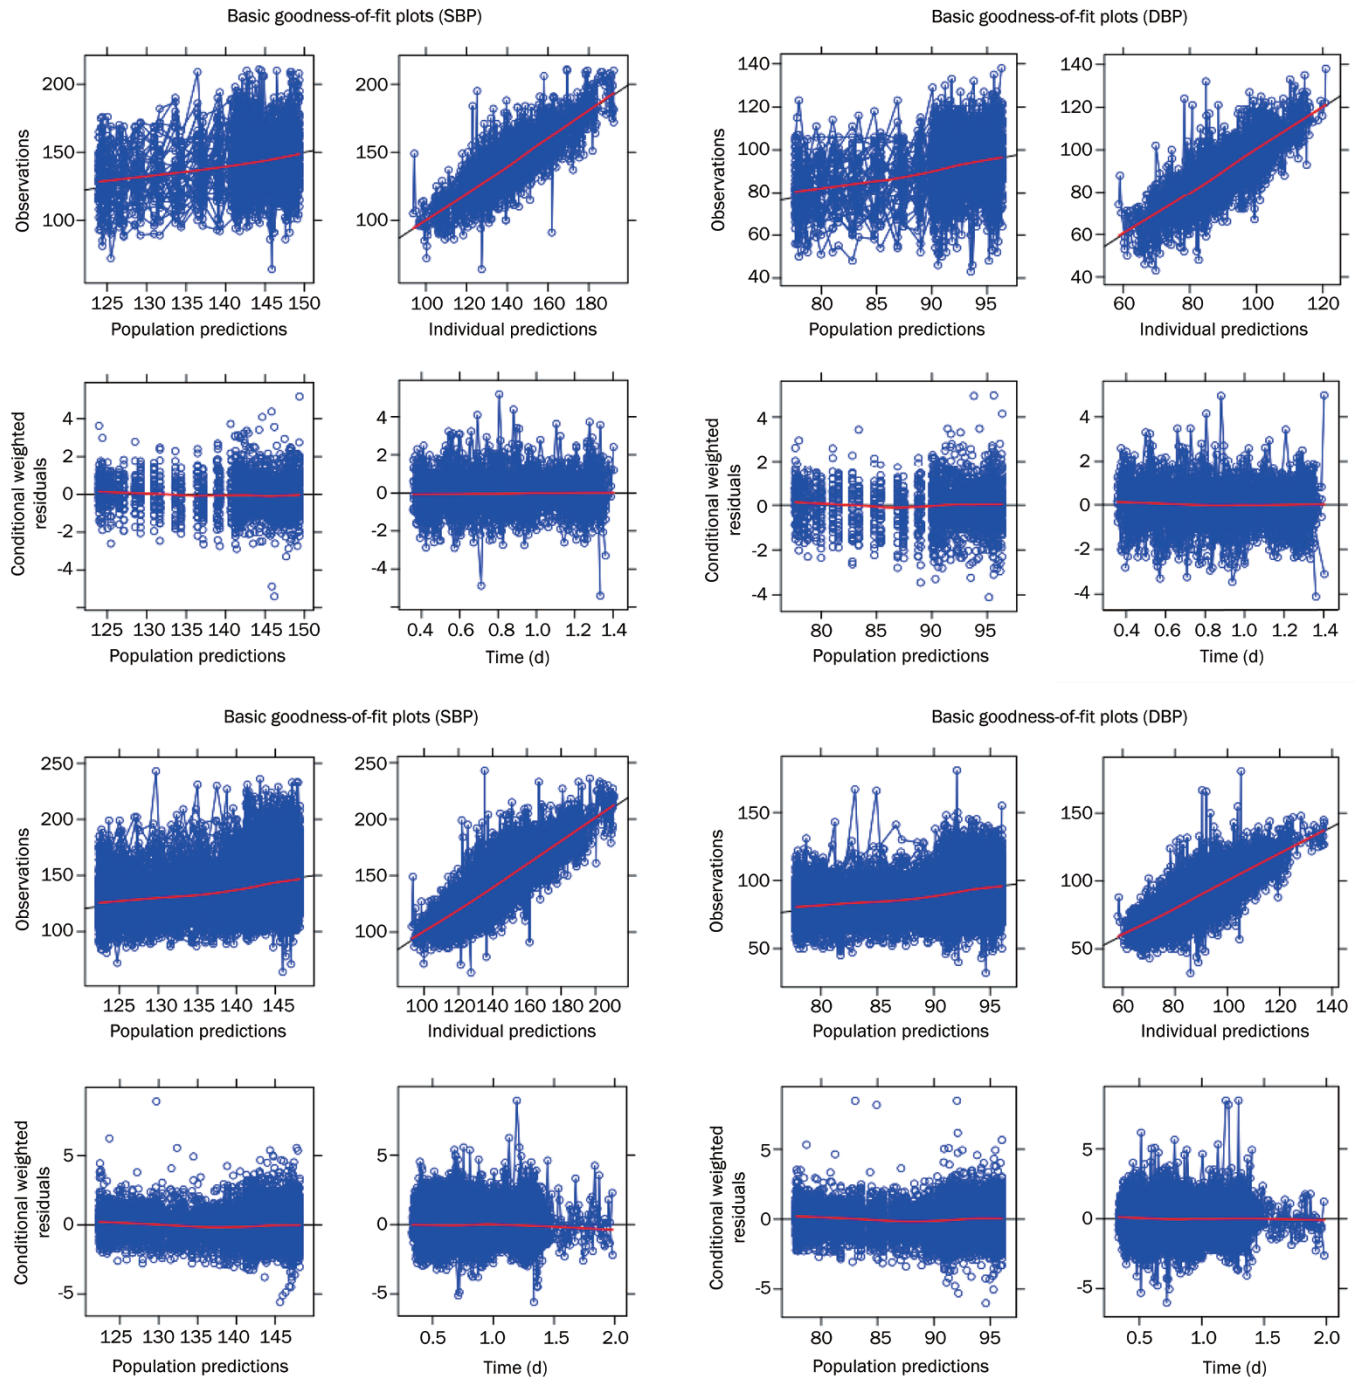 Basic goodness-of-fit plots (SBP)
Basic goodness-of-fit plots (DBP)
Observations
200
150
100
125 130 135 140 145 150
Population predictions
200
150
100
100 120 140 160 180
Individual predictions
Observations
140
120
100
80
60
40
80 85 90 95
Population predictions
140
120
100
80
60
40
60 80 100 120
Individual predictions
Conditional weighted
residuals
4
2
0
-2
-4
125 130 135 140 145 150
Population predictions
4
2
0
-2
-4
0.4 0.6 0.8 1.0 1.2 1.4
Time (d)
Conditional weighted
residuals
4
2
0
-2
-4
80 85 90 95
Population predictions
4
2
0
-2
-4
0.4 0.6 0.8 1.0 1.2 1.4
Time (d)
Basic goodness-of-fit plots (SBP)
Basic goodness-of-fit plots (DBP)
Observations
250
200
150
100
125 130 135 140 145
Population predictions
250
200
150
100
100 120 140 160 180 200
Individual predictions
Observations
150
100
50
80 85 90 95
Population predictions
150
100
50
60 80 100 120 140
Individual predictions
Conditional weighted
residuals
5
0
-5
125 130 135 140 145
Population predictions
5
0
-5
0.5 1.0 1.5 2.0
Time (d)
Conditional weighted
residuals
5
0
-5
80 85 90 95
Population predictions
5
0
-5
0.5 1.0 1.5 2.0
Time (d)